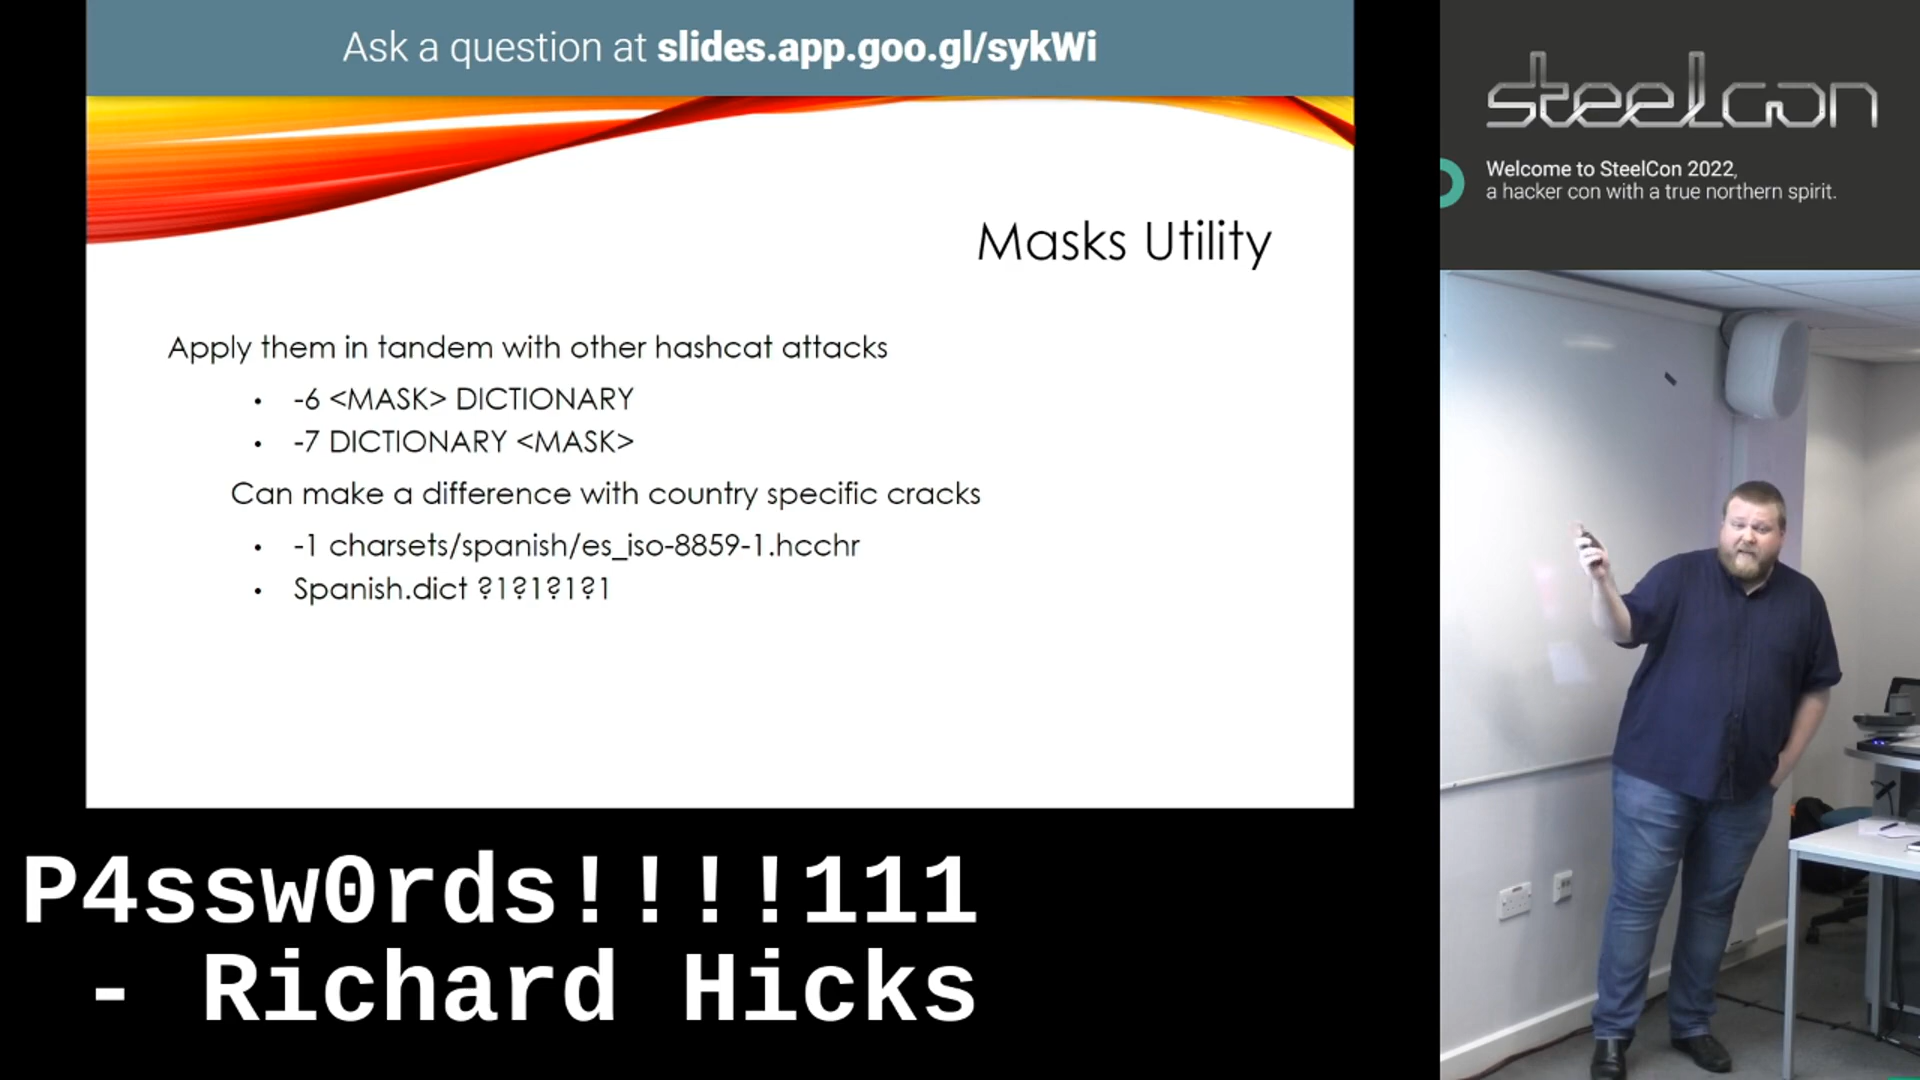 Ask a question at slides.app.goo.gl/sykWi
Masks Utility
Apply them in tandem with other hashcat attacks
• -6 <MASK> DICTIONARY
• -7 DICTIONARY <MASK>
Can make a difference with country specific cracks
• -1 charsets/spanish/es_iso-8859-1.hcchr
• Spanish.dict ?1?1?1?1
P4ssw0rds!!!!111
- Richard Hicks
steelcon
Welcome to SteelCon 2022,
a hacker con with a true northern spirit.